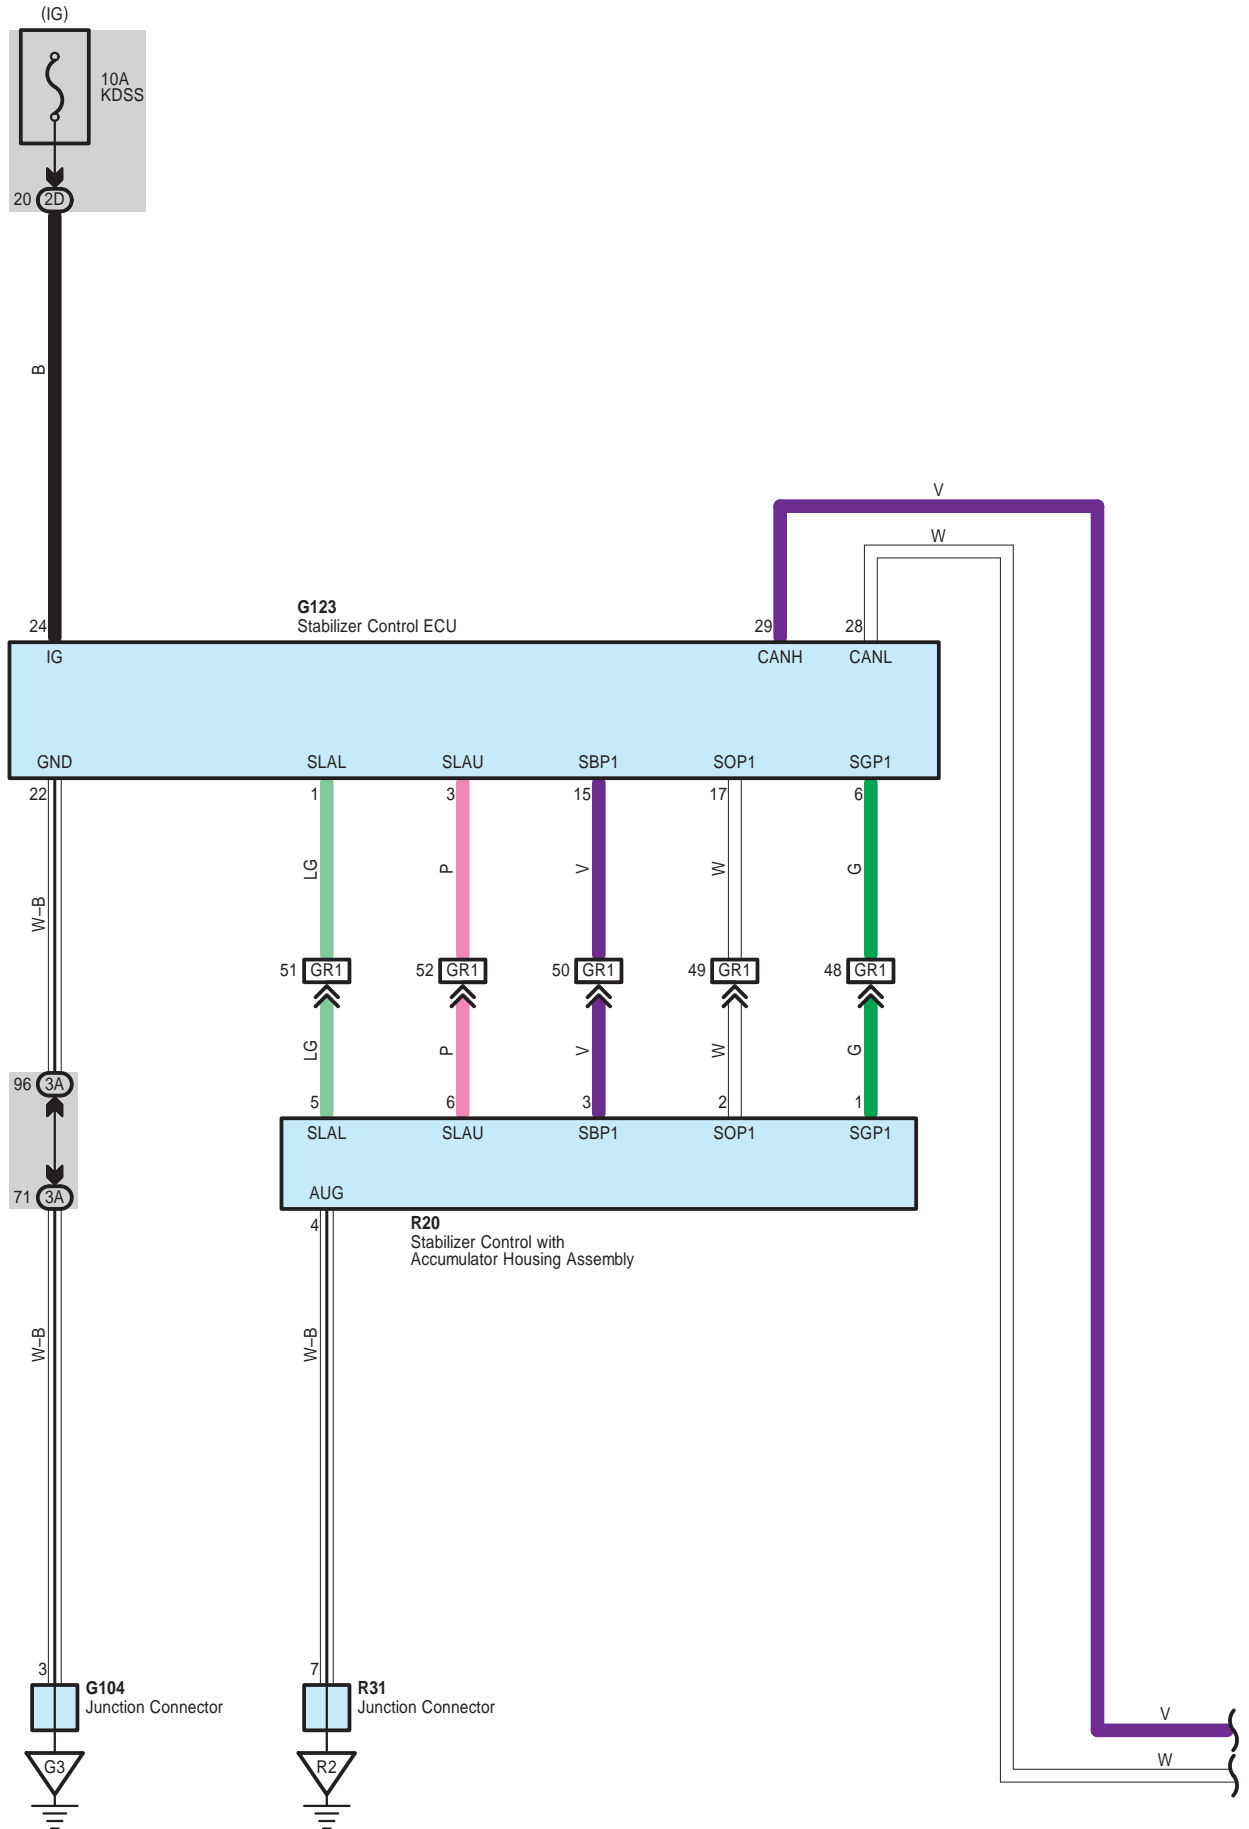 (IG)
10A
KDSS
20 2D
B
V
W
G123
Stabilizer Control ECU
24 29 28
IG CANH CANL
GND SLAL SLAU SBP1 SOP1 SGP1
22 1 3 15 17 6
LG P V W G
W–B
51 GR1 52 GR1 50 GR1 49 GR1 48 GR1
LG P V W G
96 3A
5 6 3 2 1
SLAL SLAU SBP1 SOP1 SGP1
71 3A
AUG
4
R20
Stabilizer Control with
Accumulator Housing Assembly
W–B W–B
3 7
G104
Junction Connector
R31
Junction Connector
V
W
G3 R2